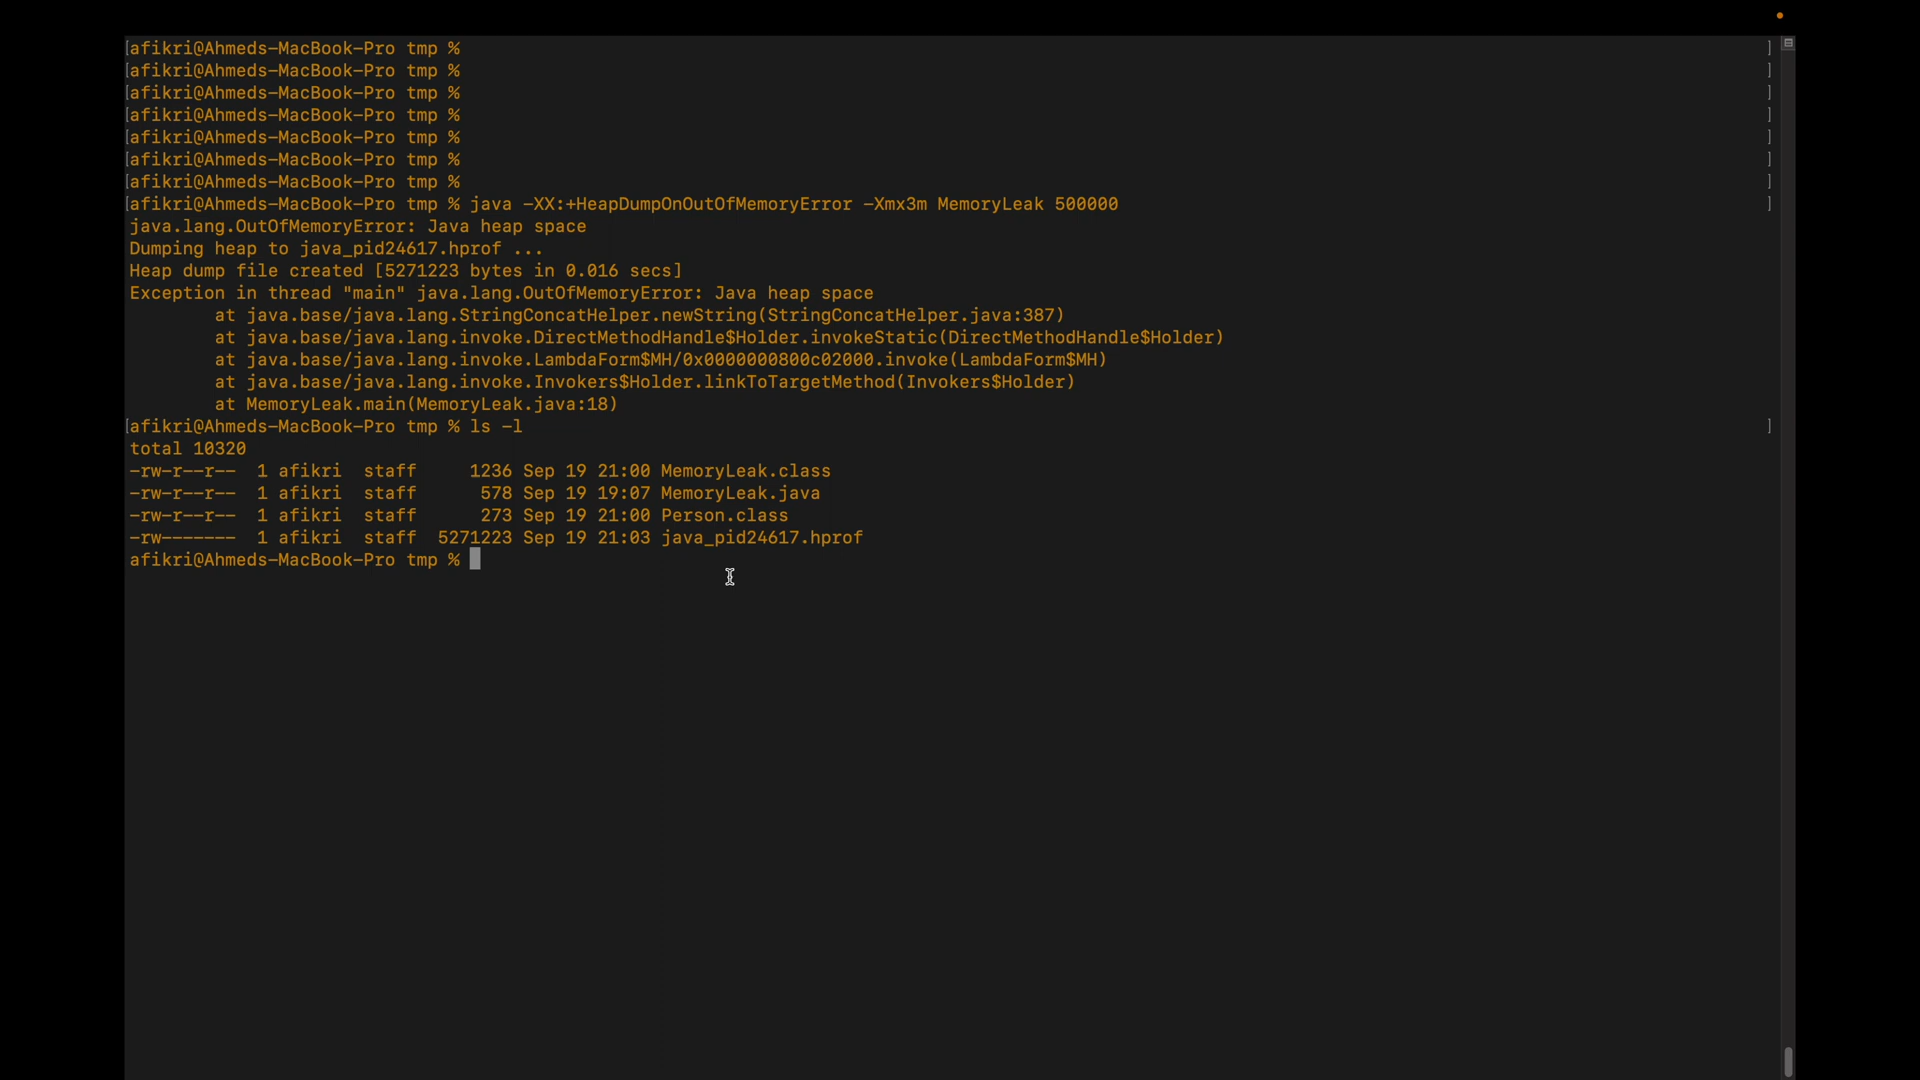 [afikri@Ahmeds-MacBook-Pro tmp % ]
[afikri@Ahmeds-MacBook-Pro tmp % ]
[afikri@Ahmeds-MacBook-Pro tmp % ]
[afikri@Ahmeds-MacBook-Pro tmp % ]
[afikri@Ahmeds-MacBook-Pro tmp % ]
[afikri@Ahmeds-MacBook-Pro tmp % ]
[afikri@Ahmeds-MacBook-Pro tmp % ]
[afikri@Ahmeds-MacBook-Pro tmp % java -XX:+HeapDumpOnOutOfMemoryError -Xmx3m MemoryLeak 500000 ]
java.lang.OutOfMemoryError: Java heap space
Dumping heap to java_pid24617.hprof ...
Heap dump file created [5271223 bytes in 0.016 secs]
Exception in thread "main" java.lang.OutOfMemoryError: Java heap space
at java.base/java.lang.StringConcatHelper.newString(StringConcatHelper.java:387)
at java.base/java.lang.invoke.DirectMethodHandle$Holder.invokeStatic(DirectMethodHandle$Holder)
at java.base/java.lang.invoke.LambdaForm$MH/0x0000000800c02000.invoke(LambdaForm$MH)
at java.base/java.lang.invoke.Invokers$Holder.linkToTargetMethod(Invokers$Holder)
at MemoryLeak.main(MemoryLeak.java:18)
[afikri@Ahmeds-MacBook-Pro tmp % ls -l ]
total 10320
-rw-r--r-- 1 afikri staff 1236 Sep 19 21:00 MemoryLeak.class
-rw-r--r-- 1 afikri staff 578 Sep 19 19:07 MemoryLeak.java
-rw-r--r-- 1 afikri staff 273 Sep 19 21:00 Person.class
-rw------- 1 afikri staff 5271223 Sep 19 21:03 java_pid24617.hprof
afikri@Ahmeds-MacBook-Pro tmp %